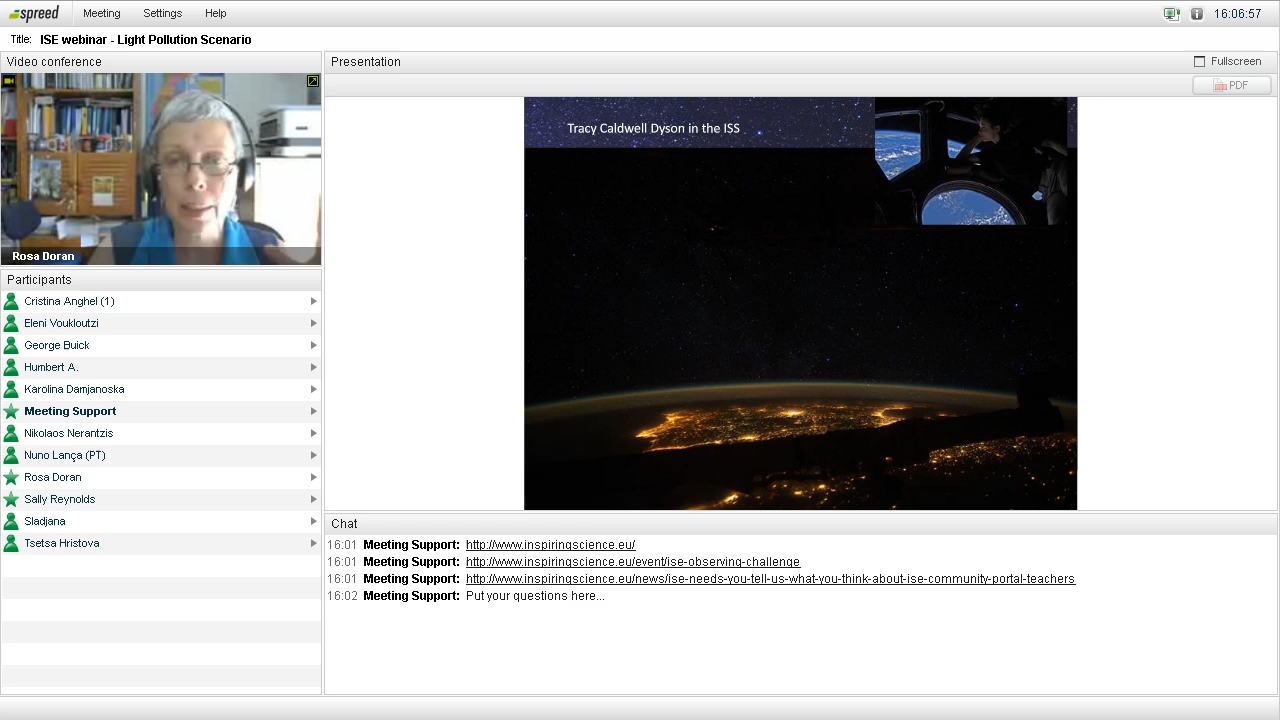 spreed Meeting Settings Help 16:06:57
Title: ISE webinar - Light Pollution Scenario
Video conference
Presentation
Fullscreen
PDF
Rosa Doran
Tracy Caldwell Dyson in the ISS
Participants
Cristina Anghel (1)
Eleni Voukloutzi
George Buick
Humbert A.
Karolina Damjanoska
Meeting Support
Nikolaos Nerantzis
Nuno Lança (PT)
Rosa Doran
Sally Reynolds
Sladjana
Tsetsa Hristova
Chat
16:01 Meeting Support: http://www.inspiringscience.eu/
16:01 Meeting Support: http://www.inspiringscience.eu/event/ise-observing-challenge
16:01 Meeting Support: http://www.inspiringscience.eu/news/ise-needs-you-tell-us-what-you-think-about-ise-community-portal-teachers
16:02 Meeting Support: Put your questions here...